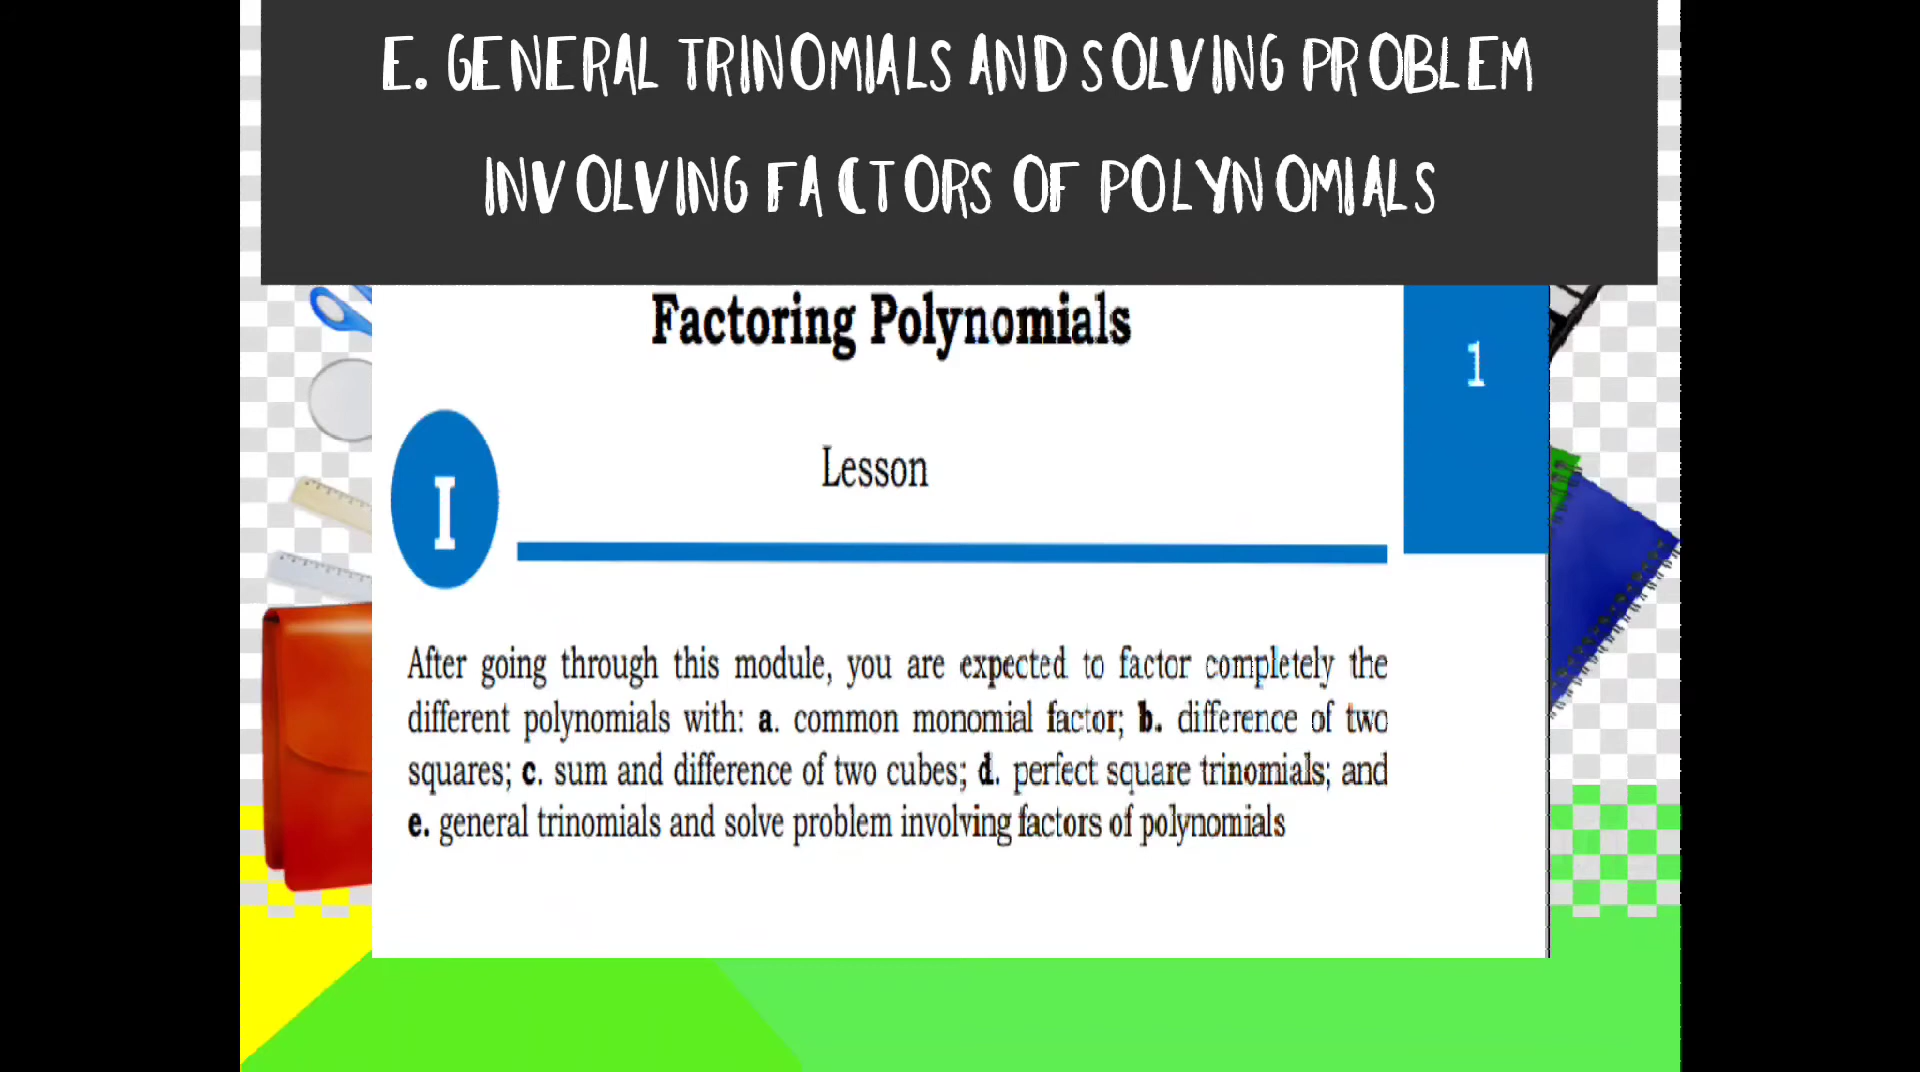 E. GENERAL TRINOMIALS AND SOLVING PROBLEM
INVOLVING FACTORS OF POLYNOMIALS
Factoring Polynomials
1
Lesson
I
After going through this module, you are expected to factor completely the
different polynomials with: a. common monomial factor; b. difference of two
squares; c. sum and difference of two cubes; d. perfect square trinomials; and
e. general trinomials and solve problem involving factors of polynomials